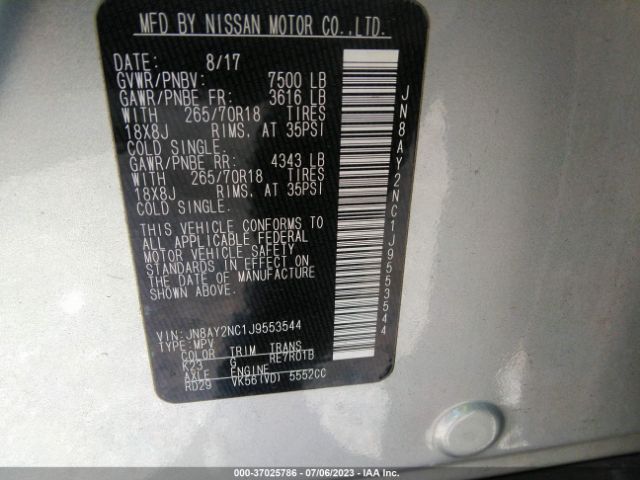 MFD BY NISSAN MOTOR CO.,LTD.
DATE: 8/17
GVWR/PNBV: 7500 LB
GAWR/PNBE FR: 3616 LB
WITH 265/70R18 TIRES
18X8J RIMS, AT 35PSI
COLD SINGLE.
GAWR/PNBE RR: 4343 LB
WITH 265/70R18 TIRES
18X8J RIMS, AT 35PSI
COLD SINGLE.
THIS VEHICLE CONFORMS TO
ALL APPLICABLE FEDERAL
MOTOR VEHICLE SAFETY
STANDARDS IN EFFECT ON
THE DATE OF MANUFACTURE
SHOWN ABOVE.
VIN: JN8AY2NC1J9553544
TYPE: MPV
COLOR TRIM TRANS
K23 G RE7R01B
AXLE ENGINE
RD29 VK56(VD) 5552CC
JN8AY2NC1J9553544
000-37025786 - 07/06/2023 - IAA Inc.